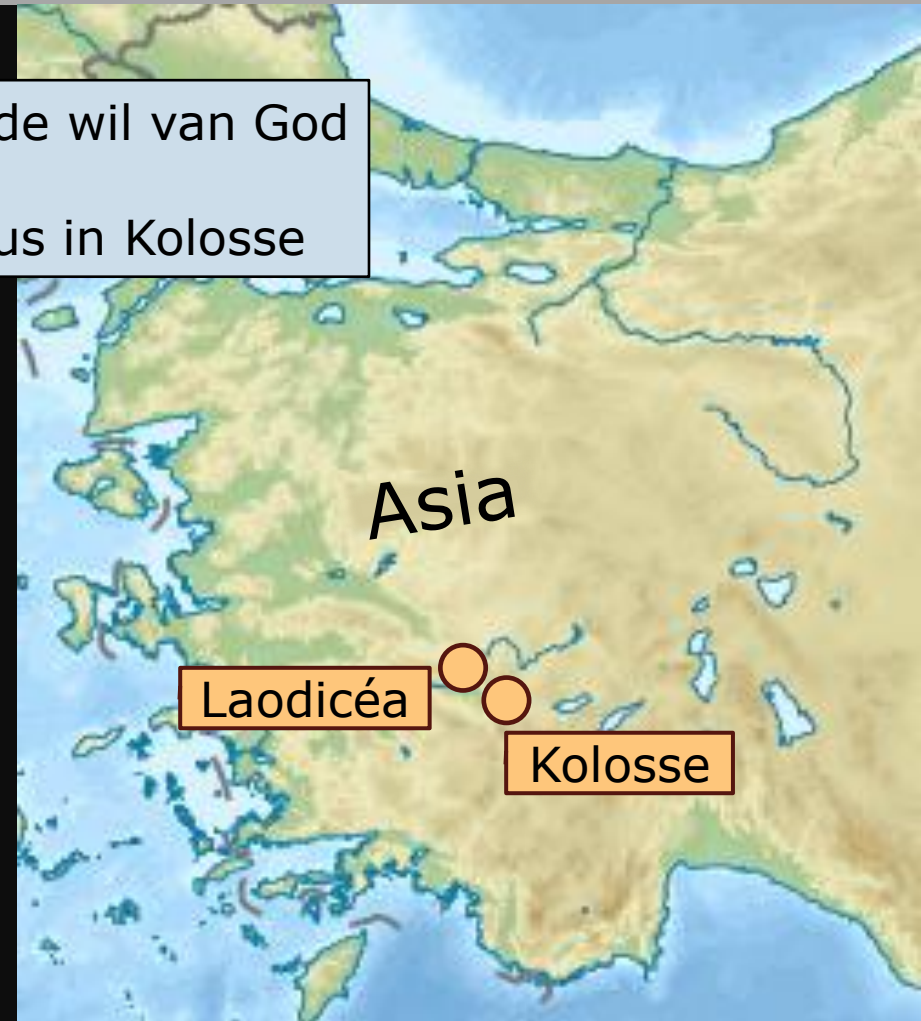 de wil van God
us in Kolosse
Asia
Laodicéa
Kolosse